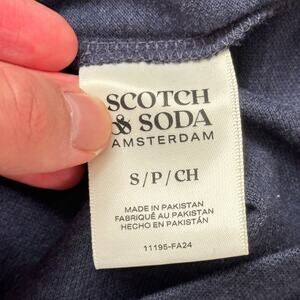 SCOTCH
& SODA
AMSTERDAM
S/P/CH
MADE IN PAKISTAN
FABRIQUÉ AU PAKISTAN
HECHO EN PAKISTÁN
11195-FA24